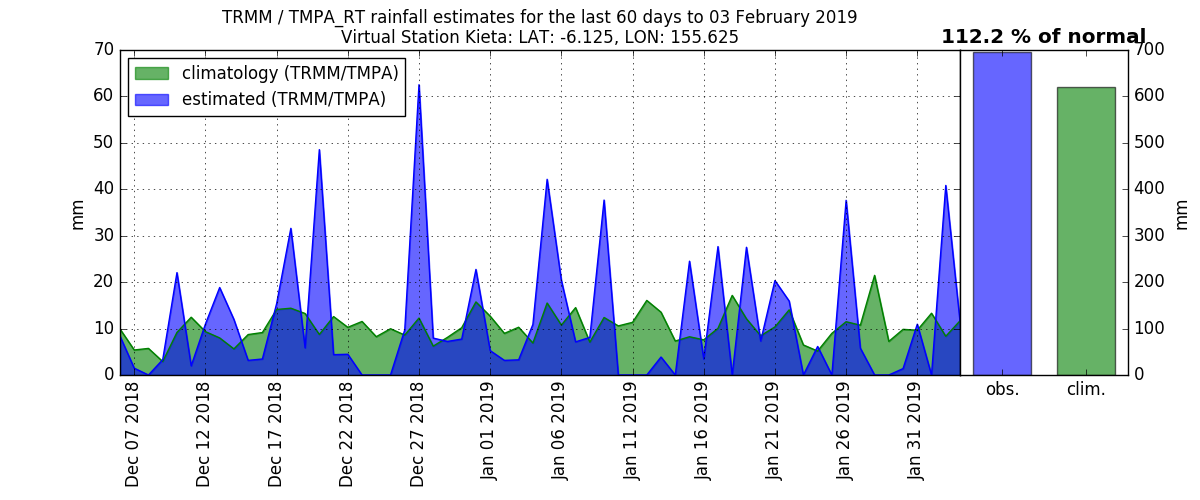 TRMM / TMPA_RT rainfall estimates for the last 60 days to 03 February 2019
Virtual Station Kieta: LAT: -6.125, LON: 155.625
112.2 % of normal
climatology (TRMM/TMPA)
estimated (TRMM/TMPA)
70
60
50
40
30
20
10
0
mm
700
600
500
400
300
200
100
0
mm
obs.
clim.
Dec 07 2018
Dec 12 2018
Dec 17 2018
Dec 22 2018
Dec 27 2018
Jan 01 2019
Jan 06 2019
Jan 11 2019
Jan 16 2019
Jan 21 2019
Jan 26 2019
Jan 31 2019